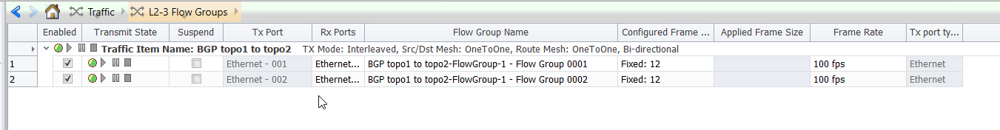 Traffic L2-3 Flow Groups
Enabled Transmit State Suspend Tx Port Rx Ports Flow Group Name Configured Frame ... Applied Frame Size Frame Rate Tx port ty...
Traffic Item Name: BGP topo1 to topo2 TX Mode: Interleaved, Src/Dst Mesh: OneToOne, Route Mesh: OneToOne, Bi-directional
1 Ethernet - 001 Ethernet... BGP topo1 to topo2-FlowGroup-1 - Flow Group 0001 Fixed: 12 100 fps Ethernet
2 Ethernet - 002 Ethernet... BGP topo1 to topo2-FlowGroup-1 - Flow Group 0002 Fixed: 12 100 fps Ethernet